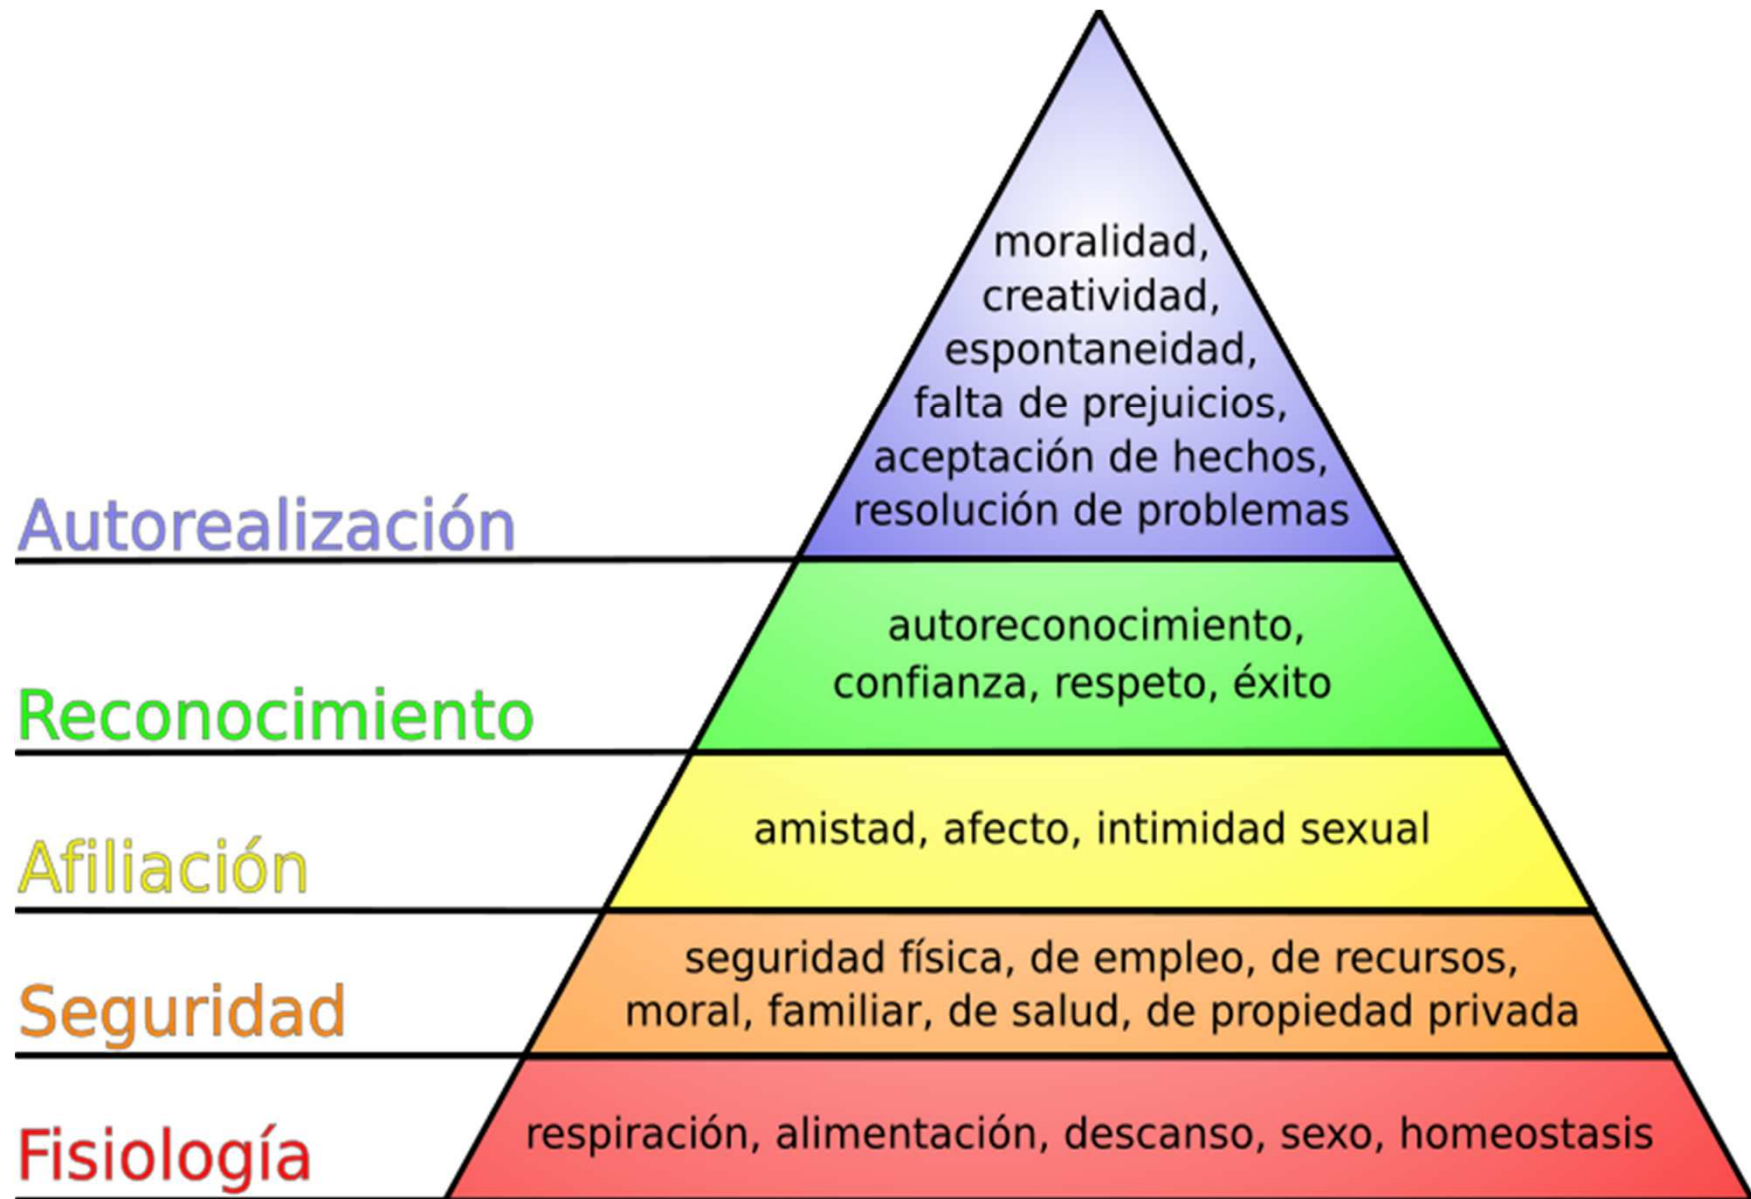 moralidad,
creatividad,
espontaneidad,
falta de prejuicios,
aceptación de hechos,
resolución de problemas
Autorealización
autoreconocimiento,
confianza, respeto, éxito
Reconocimiento
amistad, afecto, intimidad sexual
Afiliación
seguridad física, de empleo, de recursos,
moral, familiar, de salud, de propiedad privada
Seguridad
respiración, alimentación, descanso, sexo, homeostasis
Fisiología